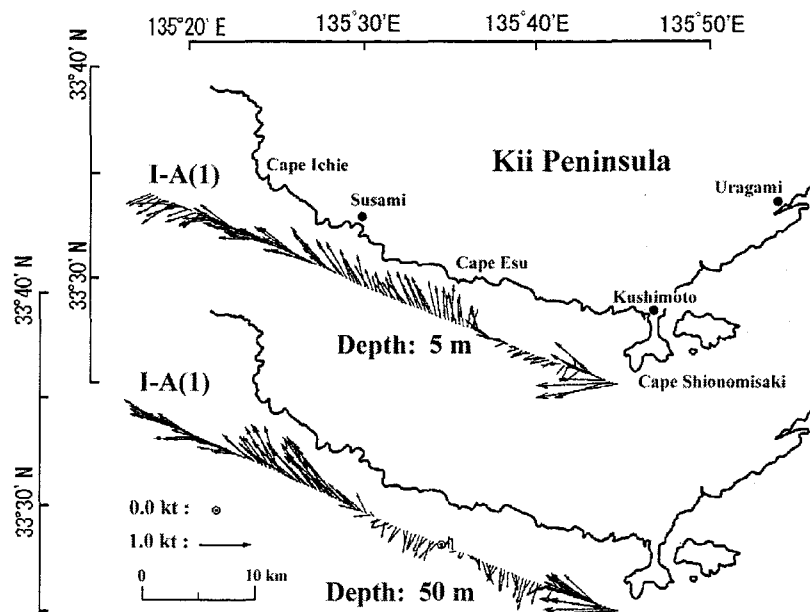 135°20′ E
135°30′ E
135°40′ E
135°50′ E
33°40′ N
33°30′ N
33°40′ N
33°30′ N
Kii Peninsula
Cape Ichie
I-A(1)
Susami
Uragami
Cape Esu
Kushimoto
Depth: 5 m
Cape Shionomisaki
I-A(1)
0.0 kt :
1.0 kt :
0 10 km
Depth: 50 m